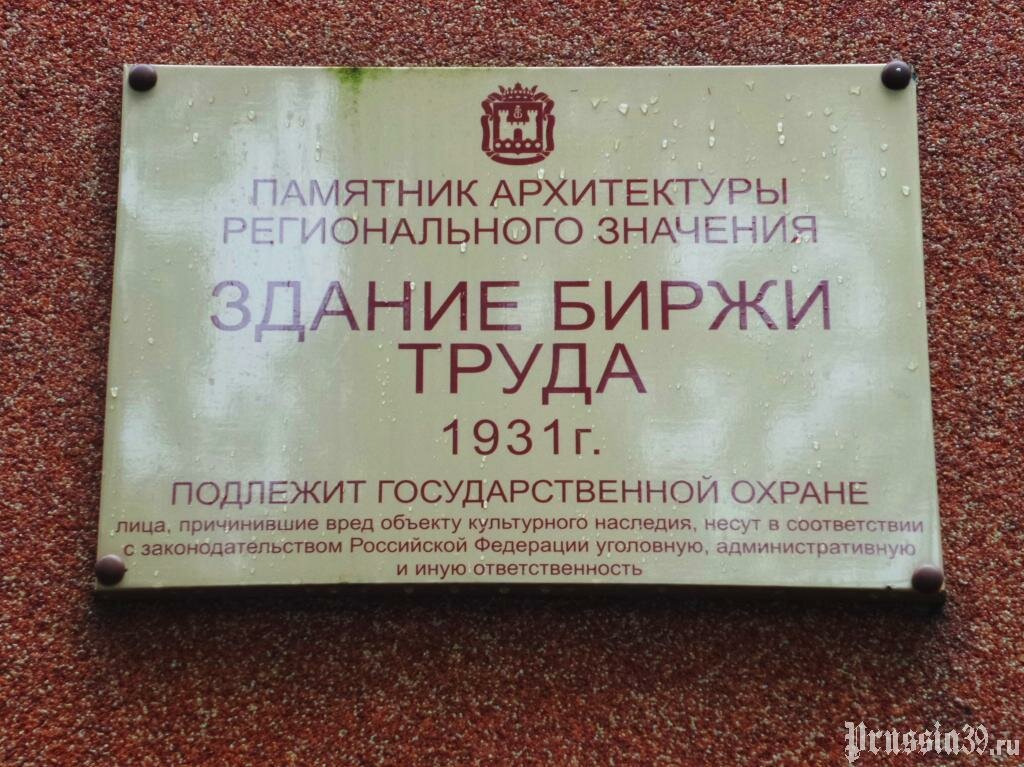 ПАМЯТНИК АРХИТЕКТУРЫ
РЕГИОНАЛЬНОГО ЗНАЧЕНИЯ
ЗДАНИЕ БИРЖИ
ТРУДА
1931г.
ПОДЛЕЖИТ ГОСУДАРСТВЕННОЙ ОХРАНЕ
лица, причинившие вред объекту культурного наследия, несут в соответствии
с законодательством Российской Федерации уголовную, административную
и иную ответственность
Prussia39.ru